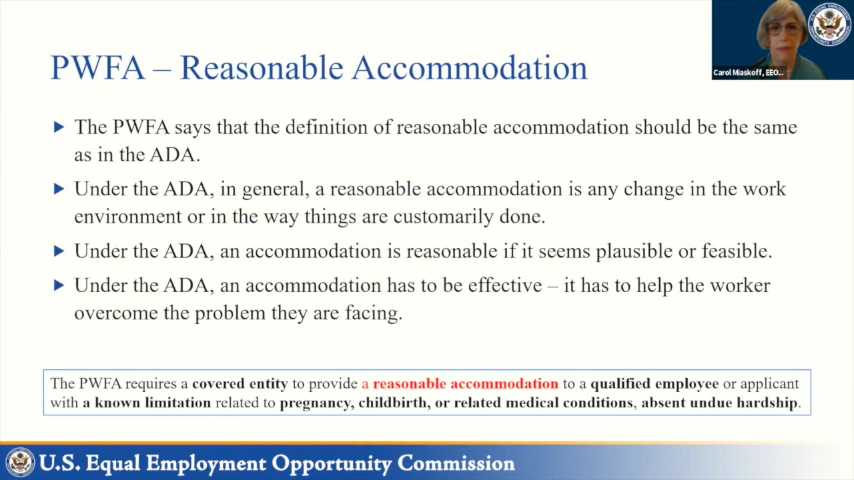 PWFA – Reasonable Accommodation
Carol Miaskoff, EEO...
The PWFA says that the definition of reasonable accommodation should be the same
as in the ADA.
Under the ADA, in general, a reasonable accommodation is any change in the work
environment or in the way things are customarily done.
Under the ADA, an accommodation is reasonable if it seems plausible or feasible.
Under the ADA, an accommodation has to be effective – it has to help the worker
overcome the problem they are facing.
The PWFA requires a covered entity to provide a reasonable accommodation to a qualified employee or applicant
with a known limitation related to pregnancy, childbirth, or related medical conditions, absent undue hardship.
U.S. Equal Employment Opportunity Commission